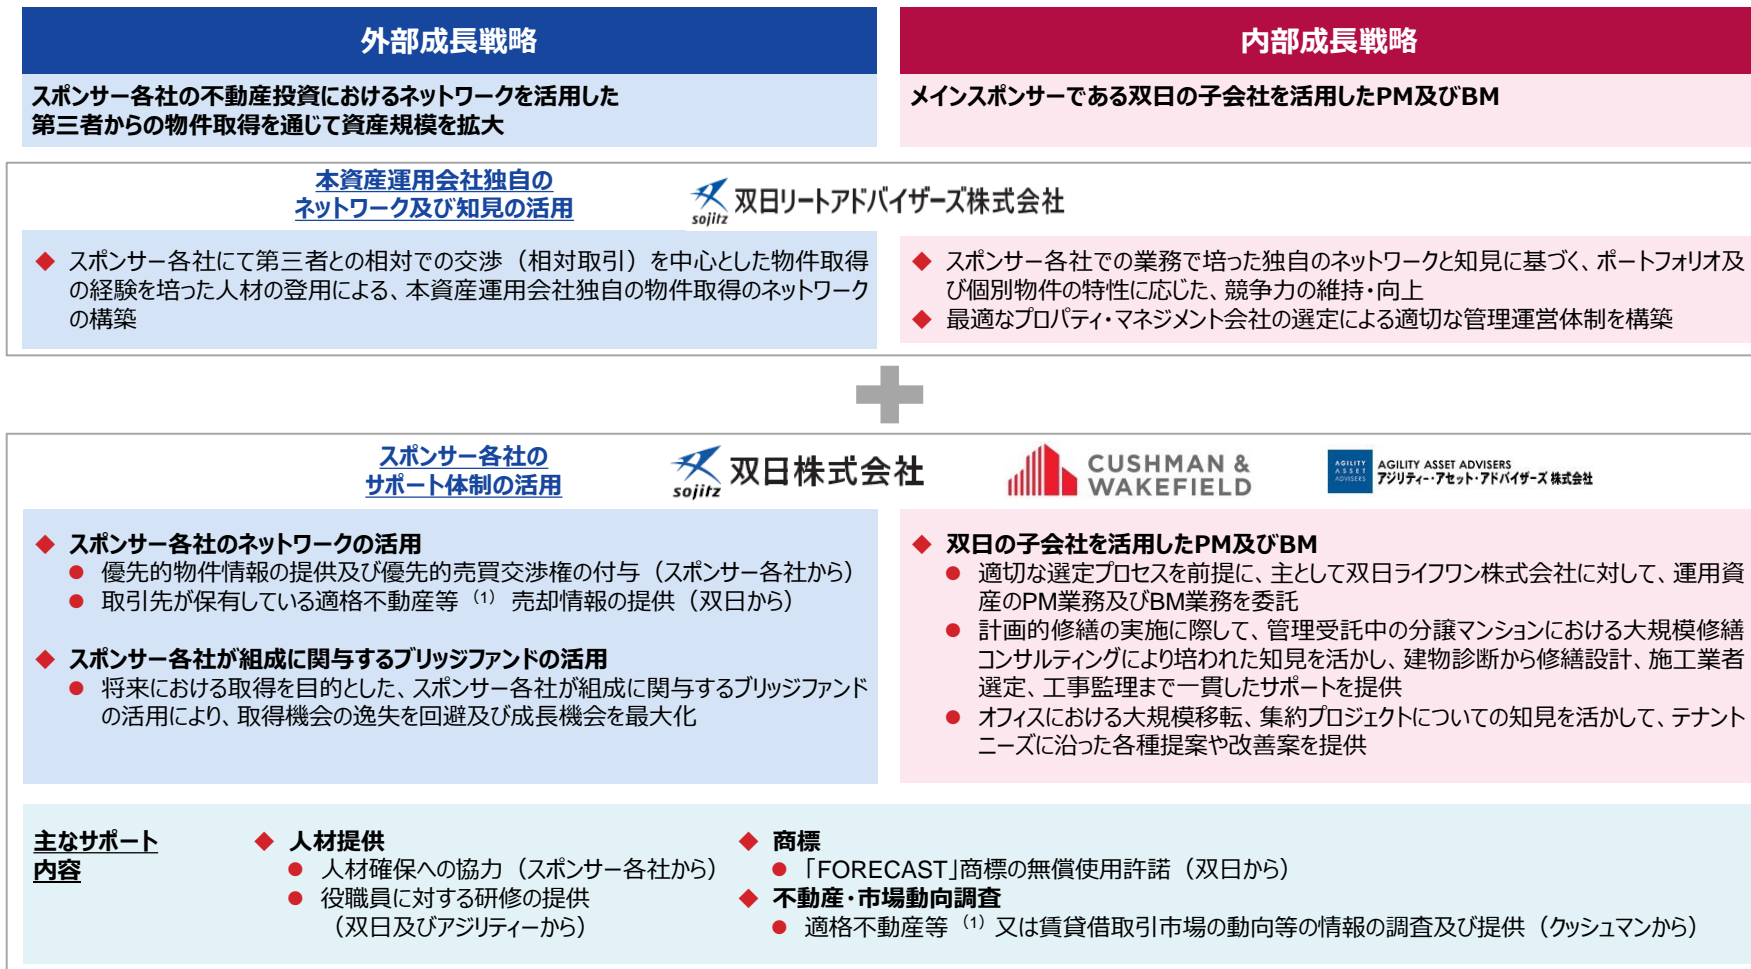 外部成長戦略
スポンサー各社の不動産投資におけるネットワークを活用した
第三者からの物件取得を通じて資産規模を拡大
内部成長戦略
メインスポンサーである双日の子会社を活用したPM及びBM
本資産運用会社独自の
ネットワーク及び知見の活用
sojitz 双日リートアドバイザーズ株式会社
◆ スポンサー各社にて第三者との相対での交渉（相対取引）を中心とした物件取得
の経験を培った人材の登用による、本資産運用会社独自の物件取得のネットワーク
の構築
◆ スポンサー各社での業務で培った独自のネットワークと知見に基づく、ポートフォリオ及
び個別物件の特性に応じた、競争力の維持・向上
◆ 最適なプロパティ・マネジメント会社の選定による適切な管理運営体制を構築
スポンサー各社の
サポート体制の活用
sojitz 双日株式会社
CUSHMAN &
WAKEFIELD
AGILITY
ASSET
ADVISERS
AGILITY ASSET ADVISERS
アジリティー・アセット・アドバイザーズ 株式会社
◆ スポンサー各社のネットワークの活用
● 優先的物件情報の提供及び優先的売買交渉権の付与（スポンサー各社から）
● 取引先が保有している適格不動産等（1）売却情報の提供（双日から）
◆ スポンサー各社が組成に関与するブリッジファンドの活用
● 将来における取得を目的とした、スポンサー各社が組成に関与するブリッジファンド
の活用により、取得機会の逸失を回避及び成長機会を最大化
◆ 双日の子会社を活用したPM及びBM
● 適切な選定プロセスを前提に、主として双日ライフワン株式会社に対して、運用資
産のPM業務及びBM業務を委託
● 計画的修繕の実施に際して、管理受託中の分譲マンションにおける大規模修繕
コンサルティングにより培われた知見を活かし、建物診断から修繕設計、施工業者
選定、工事監理まで一貫したサポートを提供
● オフィスにおける大規模移転、集約プロジェクトについての知見を活かして、テナント
ニーズに沿った各種提案や改善案を提供
主なサポート
内容
◆ 人材提供
● 人材確保への協力（スポンサー各社から）
● 役職員に対する研修の提供
（双日及びアジリティーから）
◆ 商標
● 「FORECAST」商標の無償使用許諾（双日から）
◆ 不動産・市場動向調査
● 適格不動産等（1）又は賃貸借取引市場の動向等の情報の調査及び提供（クッシュマンから）